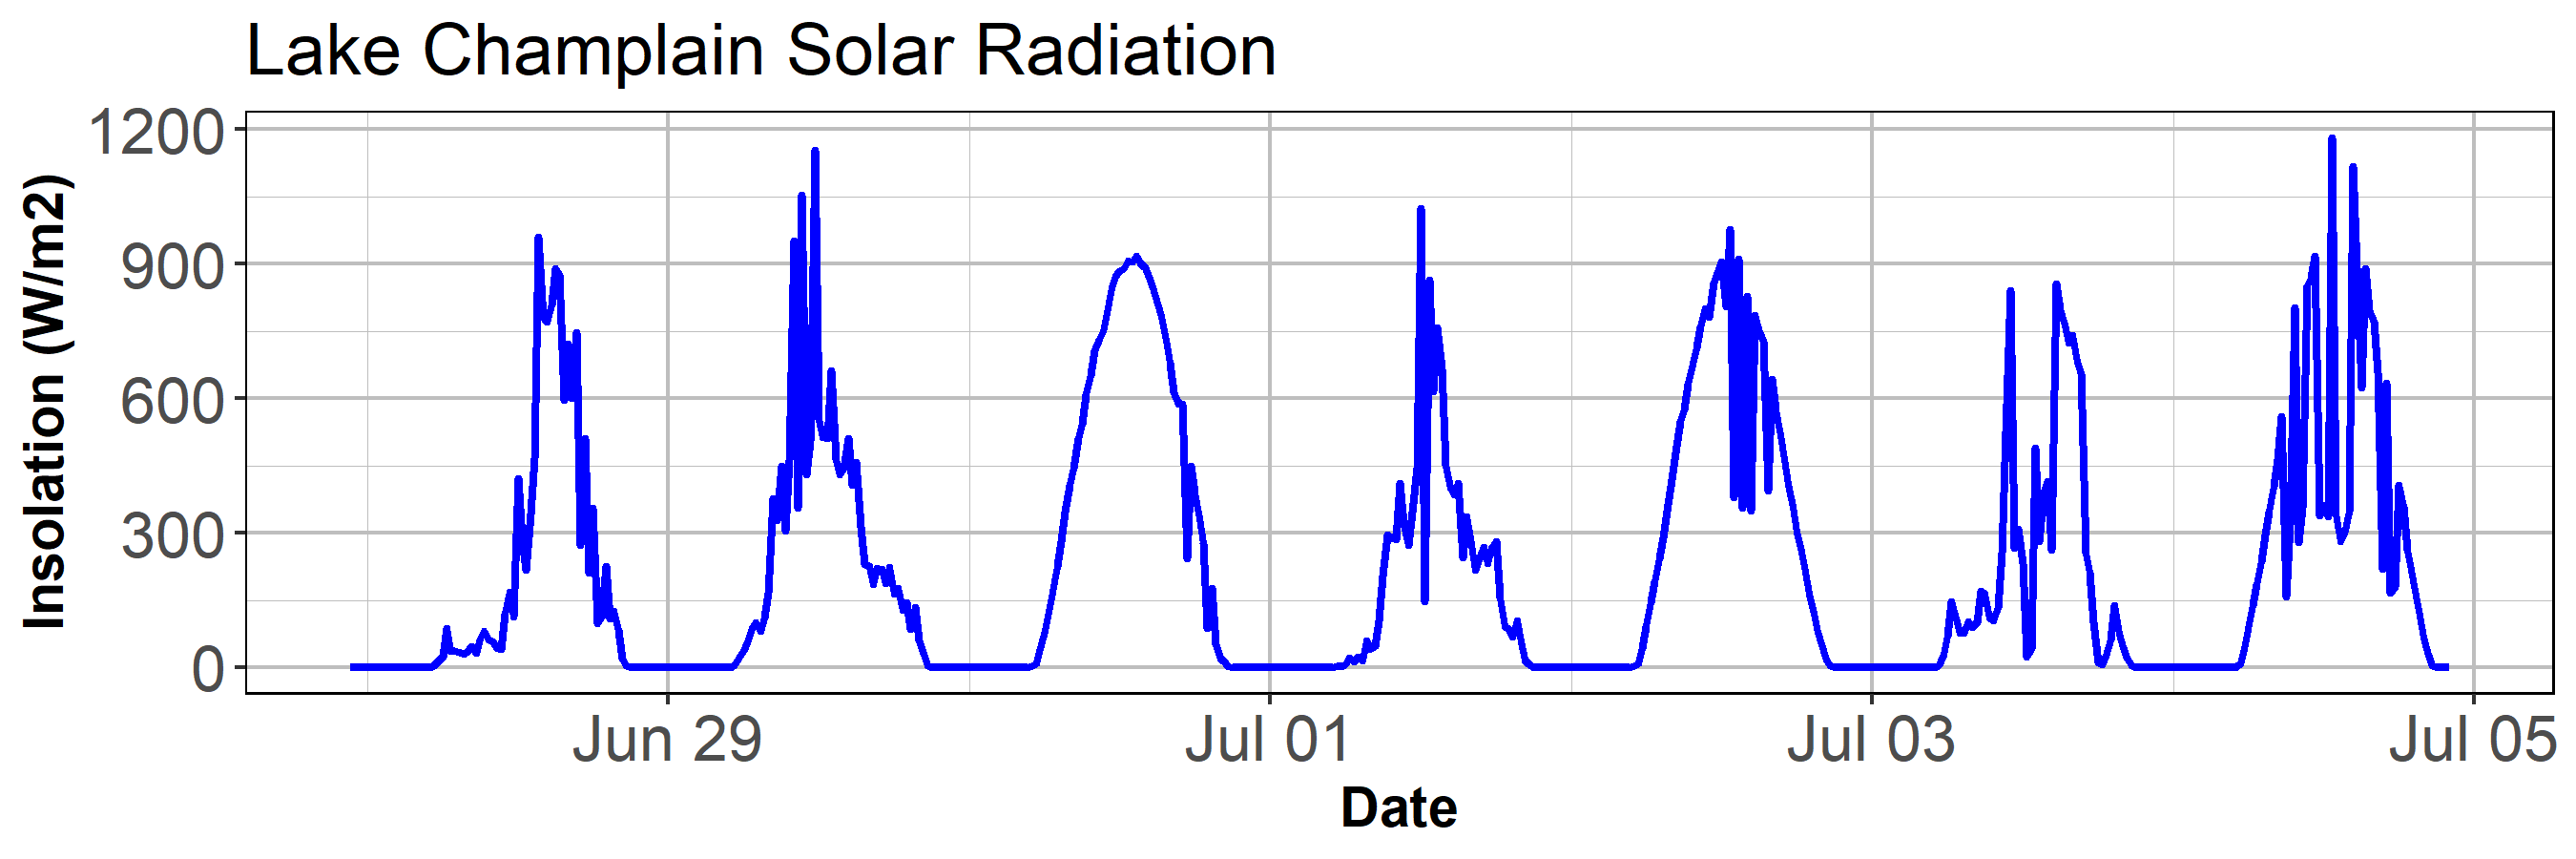 Lake Champlain Solar Radiation
1200
900
600
300
0
Insolation (W/m2)
Jun 29 Jul 01 Jul 03 Jul 05
Date